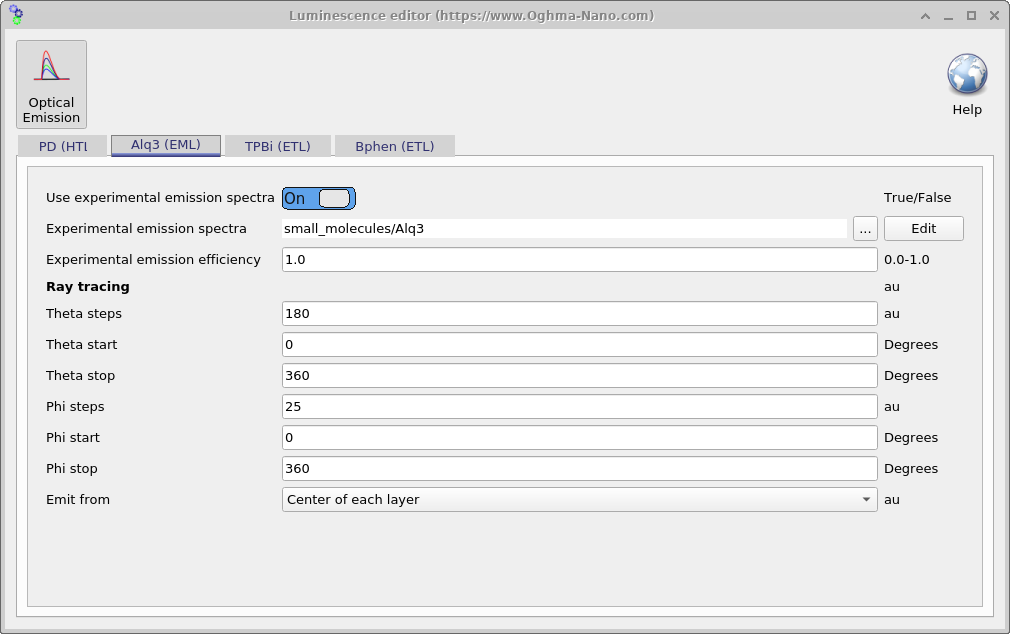 Luminescence editor (https://www.Oghma-Nano.com)
Optical
Emission
Help
PD (HTL Alq3 (EML) TPBi (ETL) Bphen (ETL)
Use experimental emission spectra On True/False
Experimental emission spectra small_molecules/Alq3 ... Edit
Experimental emission efficiency 1.0 0.0-1.0
Ray tracing au
Theta steps 180 au
Theta start 0 Degrees
Theta stop 360 Degrees
Phi steps 25 au
Phi start 0 Degrees
Phi stop 360 Degrees
Emit from Center of each layer au